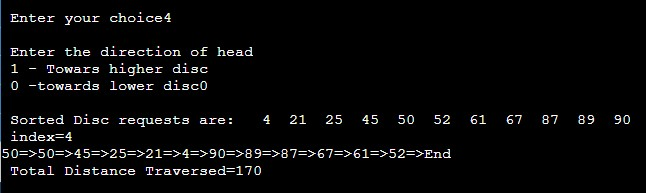 Enter your choice4
Enter the direction of head
1 - Towars higher disc
0 -towards lower disc0
Sorted Disc requests are: 4 21 25 45 50 52 61 67 87 89 90
index=4
50=>50=>45=>25=>21=>4=>90=>89=>87=>67=>61=>52=>End
Total Distance Traversed=170